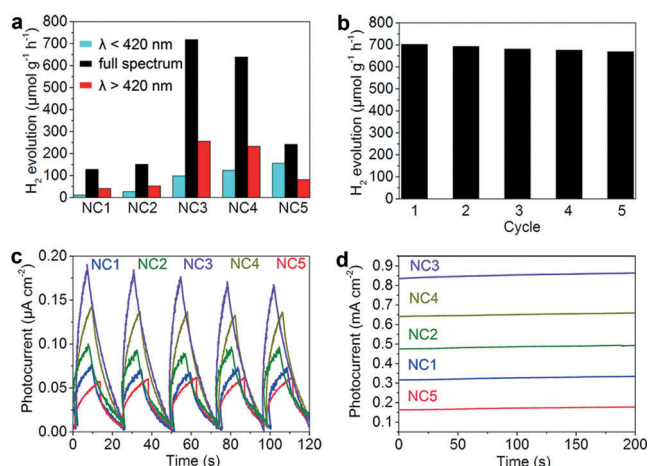 a
800
700
600
500
400
300
200
100
0
H₂ evolution (μmol g⁻¹ h⁻¹)
λ < 420 nm
full spectrum
λ > 420 nm
NC1 NC2 NC3 NC4 NC5
b
800
700
600
500
400
300
200
100
0
H₂ evolution (μmol g⁻¹ h⁻¹)
1 2 3 4 5
Cycle
c
0.20
0.15
0.10
0.05
0.00
Photocurrent (μA cm⁻²)
NC1 NC2 NC3 NC4 NC5
0 20 40 60 80 100 120
Time (s)
d
0.9
0.8
0.7
0.6
0.5
0.4
0.3
0.2
0.1
Photocurrent (mA cm⁻²)
NC3
NC4
NC2
NC1
NC5
0 50 100 150 200
Time (s)